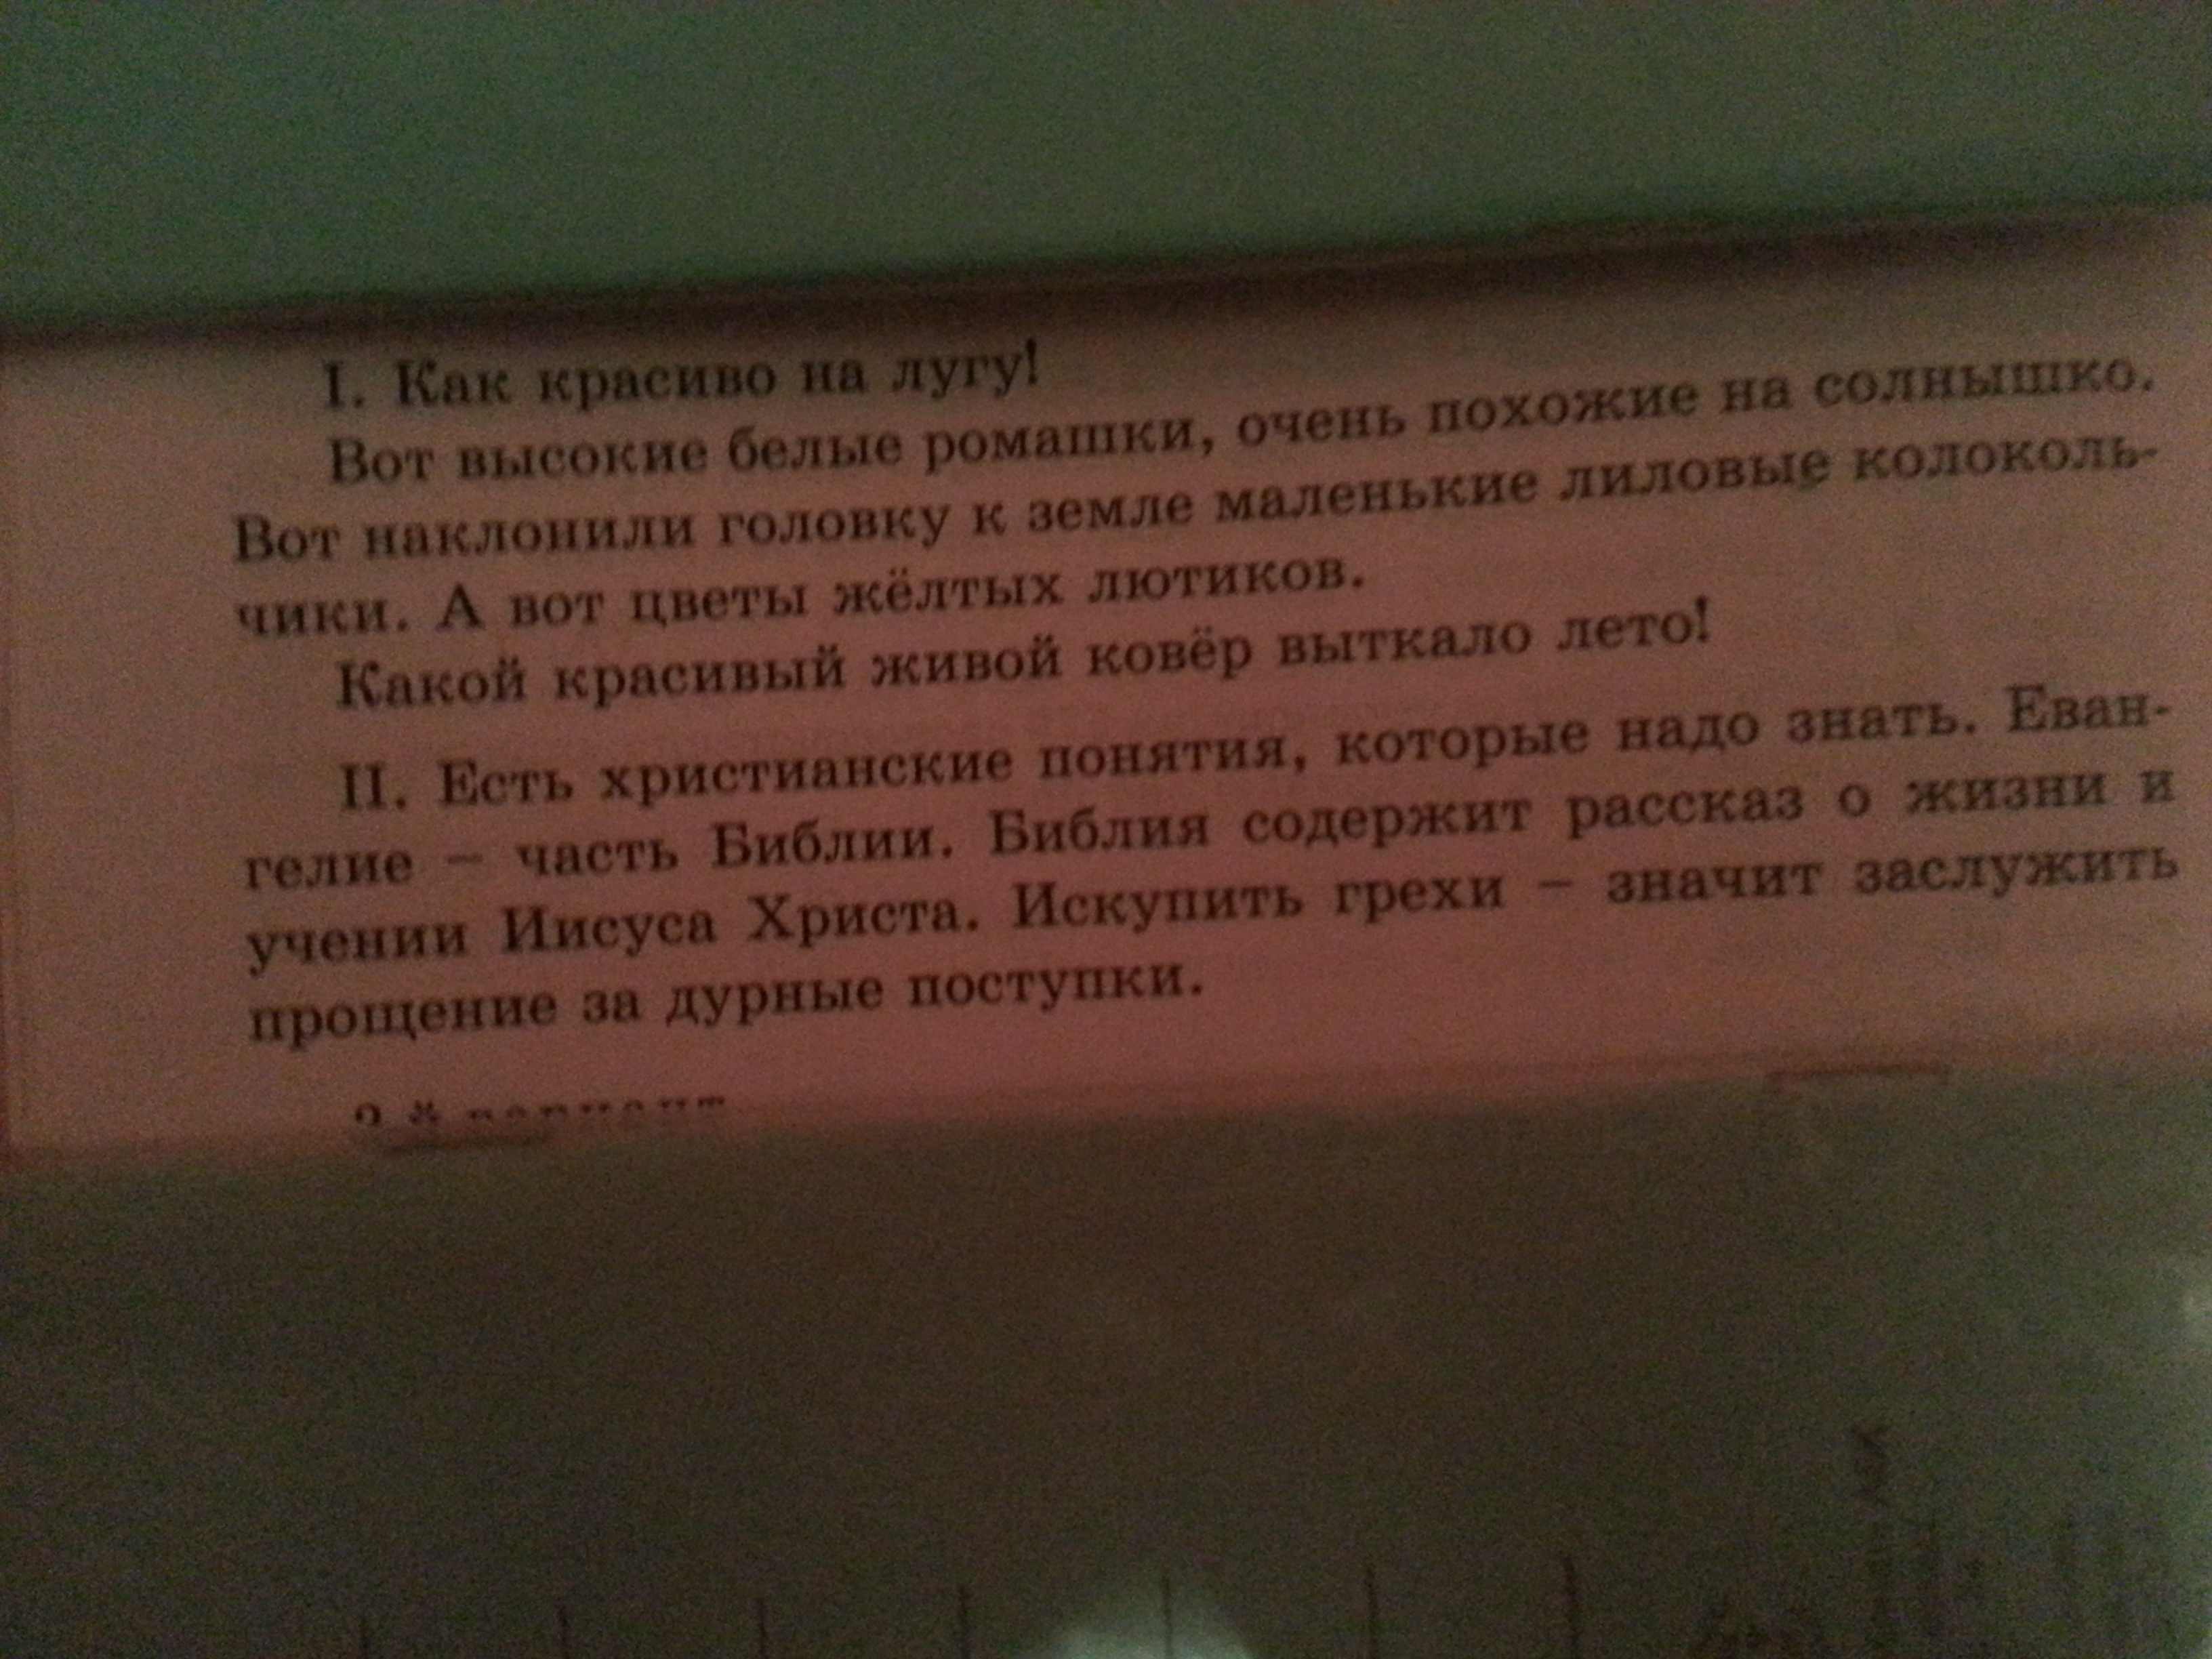 I. Как красиво на лугу!
Вот высокие белые ромашки, очень похожие на солнышко.
Вот наклонили головку к земле маленькие лиловые колоколь-
чики. А вот цветы жёлтых лютиков.
Какой красивый живой ковёр выткало лето!
II. Есть христианские понятия, которые надо знать. Еван-
гелие – часть Библии. Библия содержит рассказ о жизни и
учении Иисуса Христа. Искупить грехи – значит заслужить
прощение за дурные поступки.